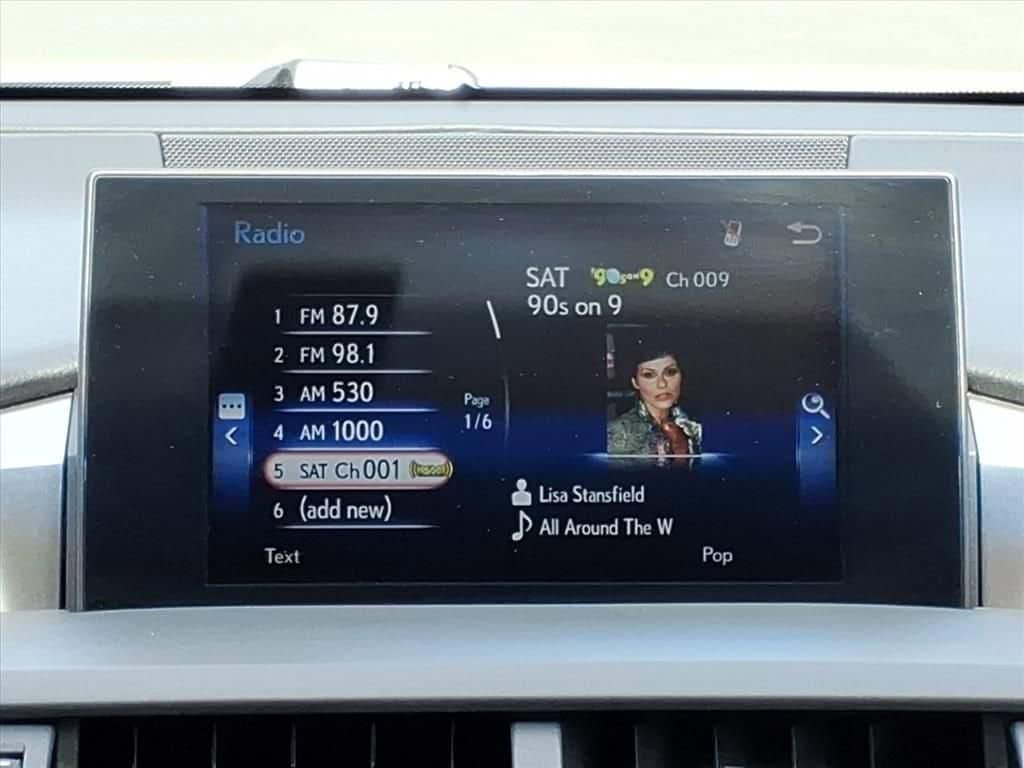 Radio
SAT 90s on 9 Ch 009
90s on 9
1 FM 87.9
2 FM 98.1
3 AM 530
4 AM 1000
5 SAT Ch 001
6 (add new)
Page
1/6
Lisa Stansfield
All Around The W
Text
Pop